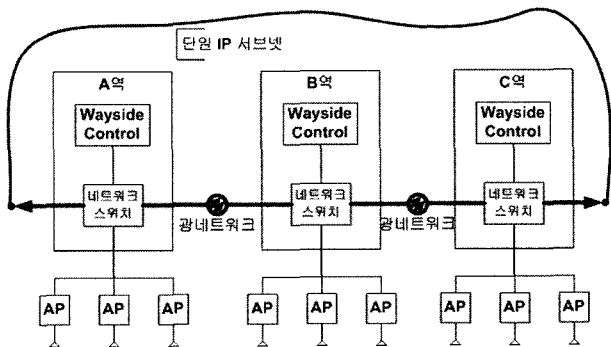 단원 IP 서브넷
A역
B역
C역
Wayside
Control
Wayside
Control
Wayside
Control
네트워크
스위치
네트워크
스위치
네트워크
스위치
광네트워크
광네트워크
AP
AP
AP
AP
AP
AP
AP
AP
AP